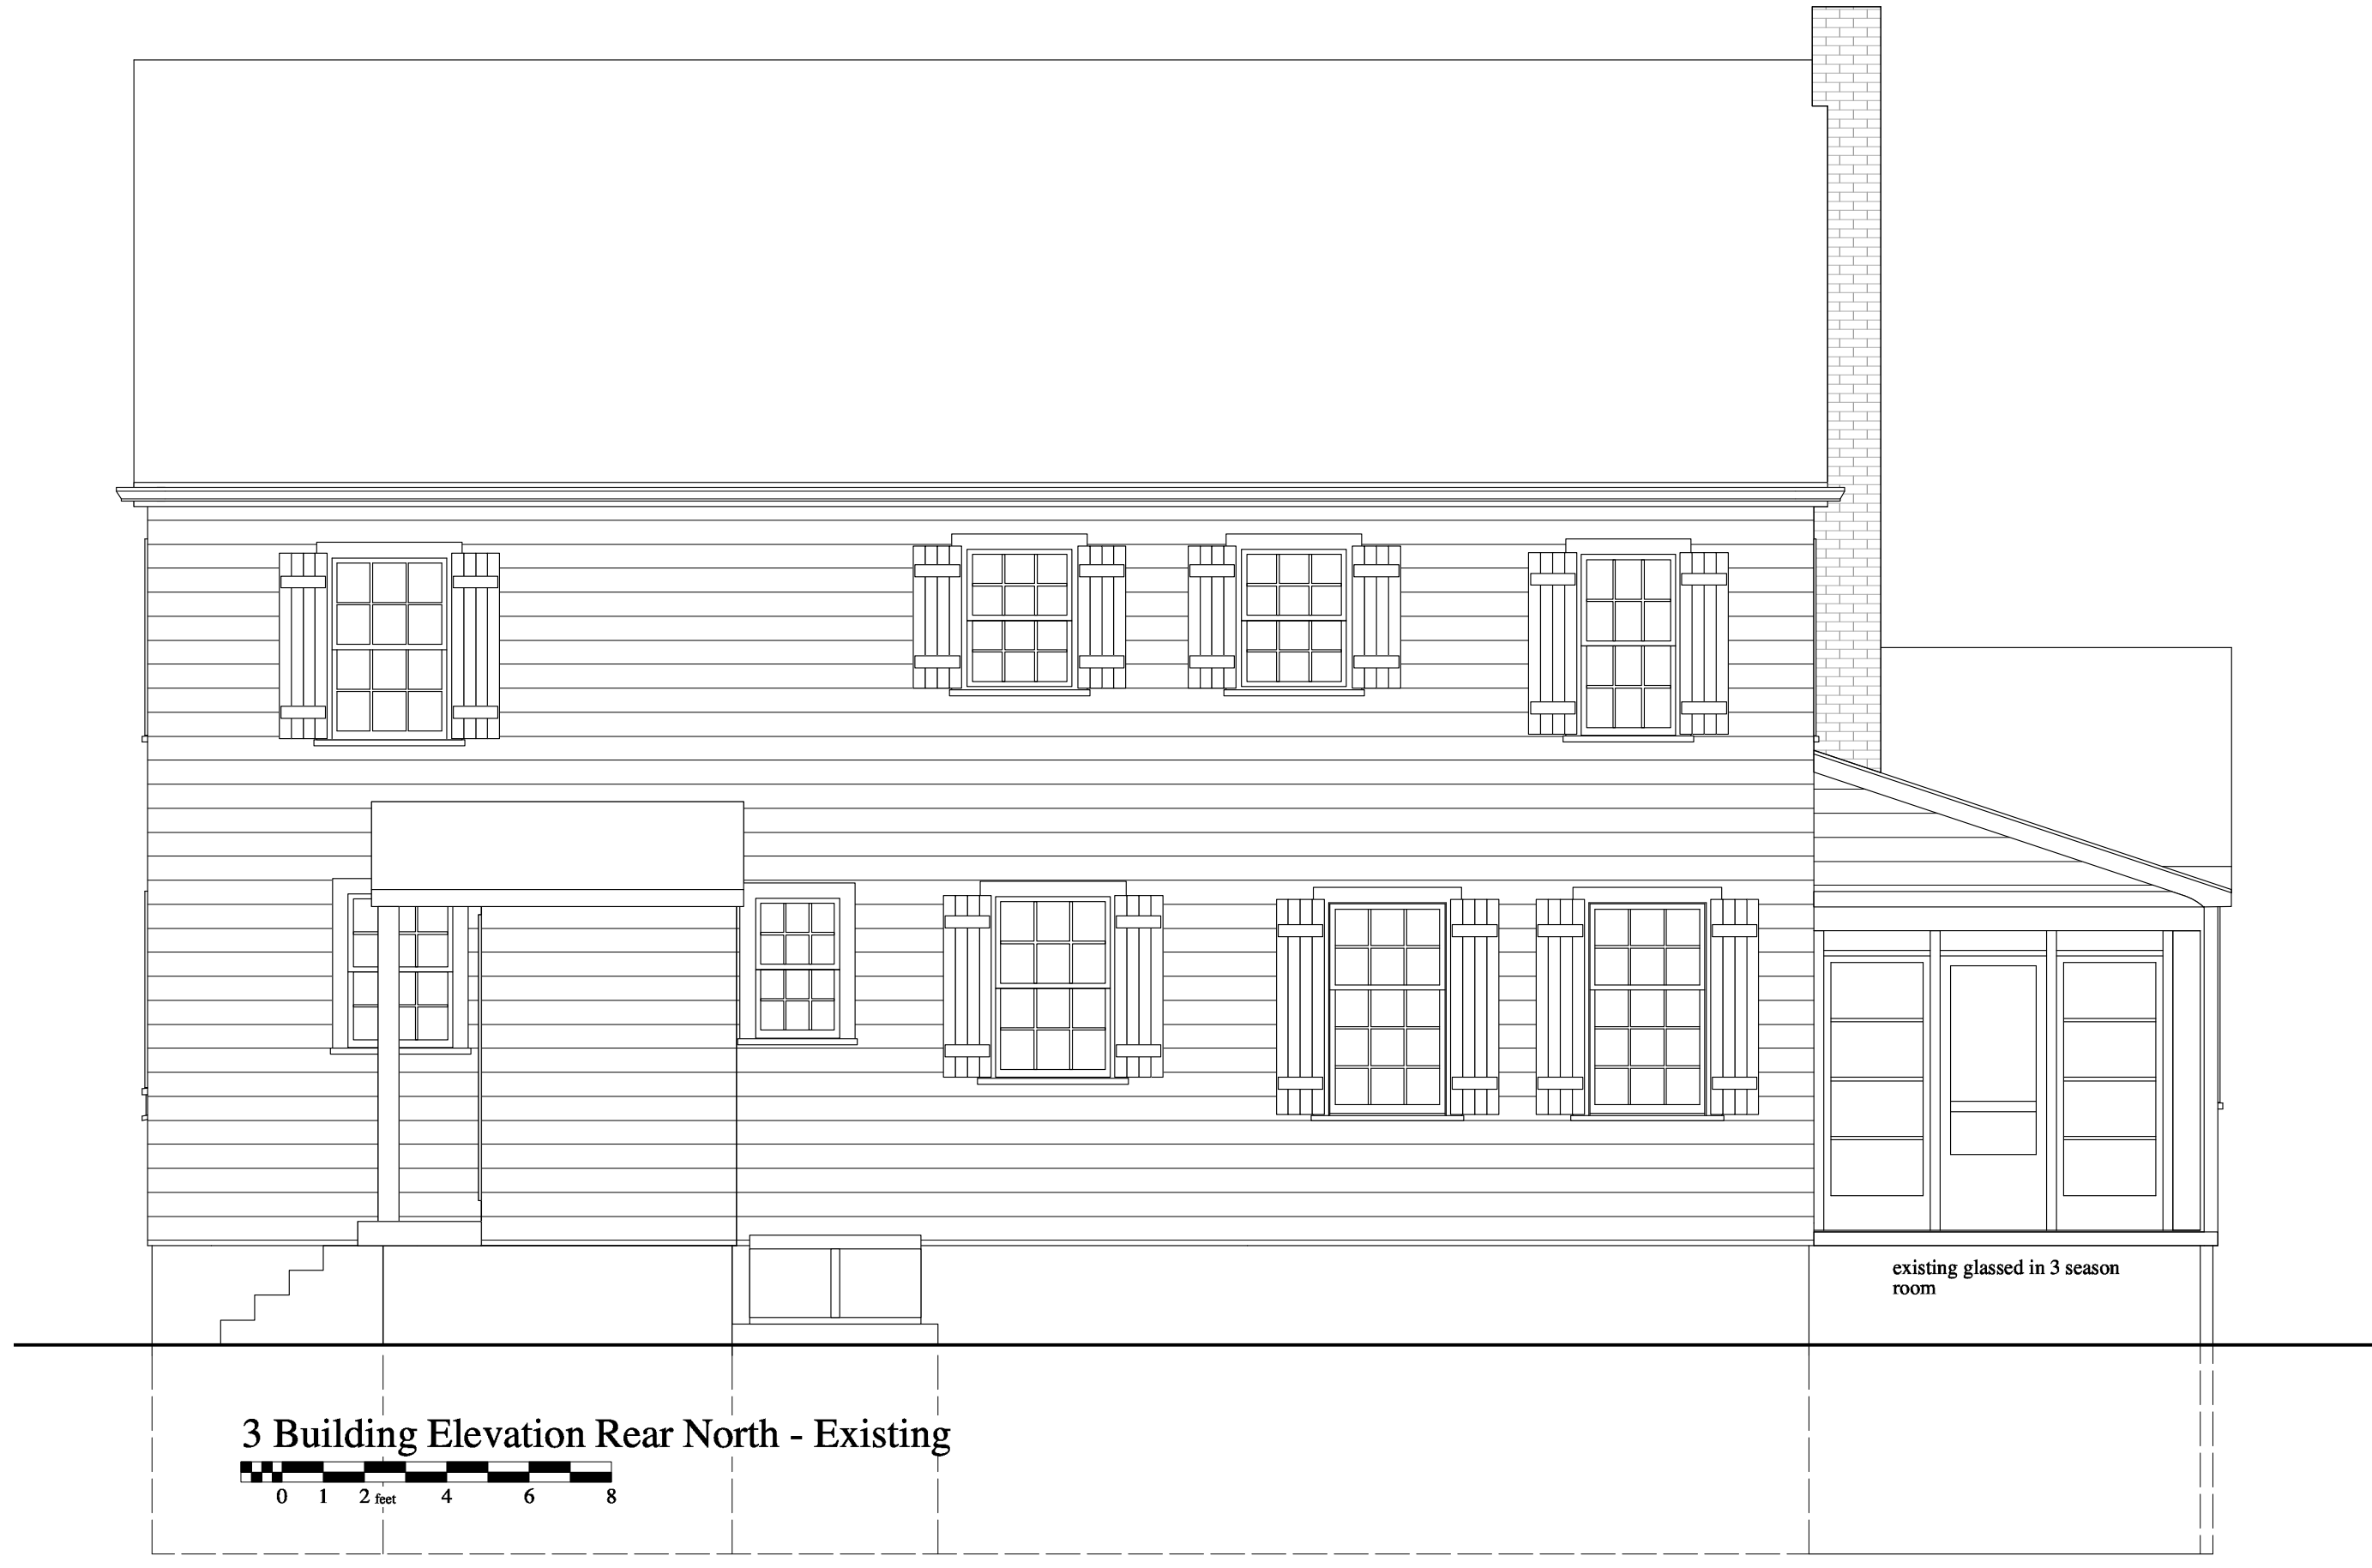 existing glassed in 3 season
room
3 Building Elevation Rear North - Existing
0 1 2 feet 4 6 8